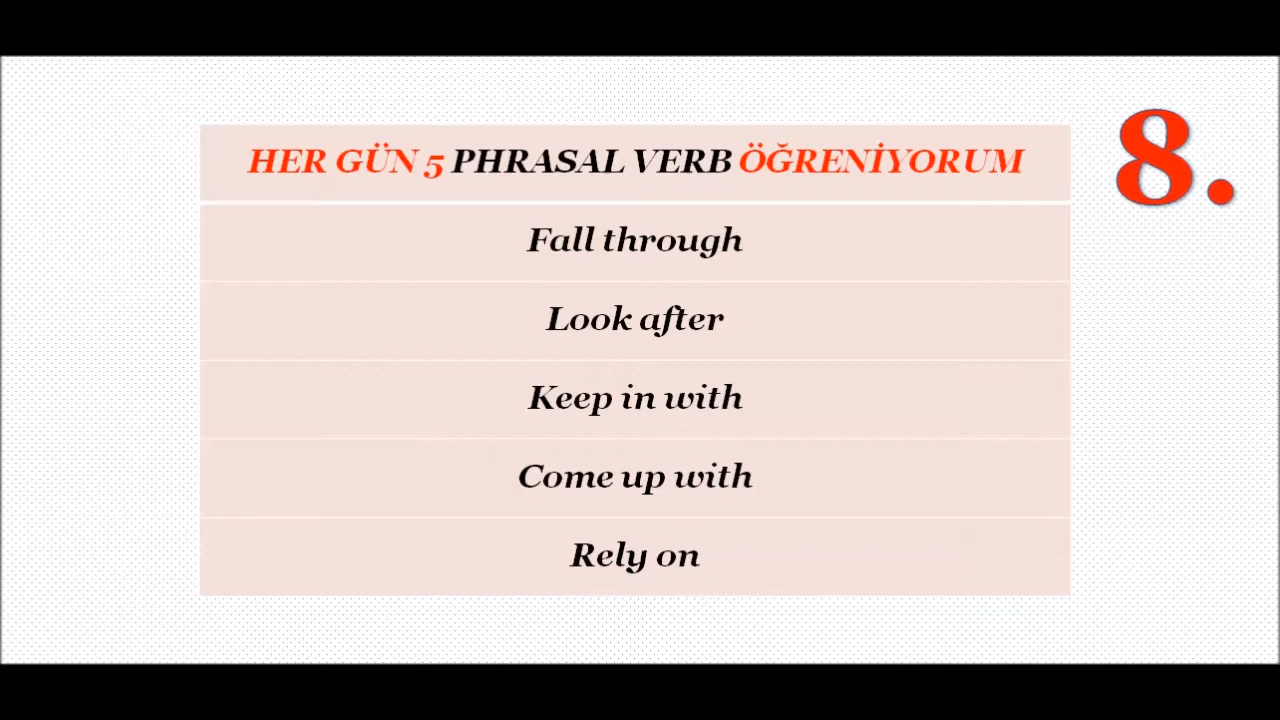 HER GÜN 5 PHRASAL VERB ÖĞRENİYORUM
8.
Fall through
Look after
Keep in with
Come up with
Rely on